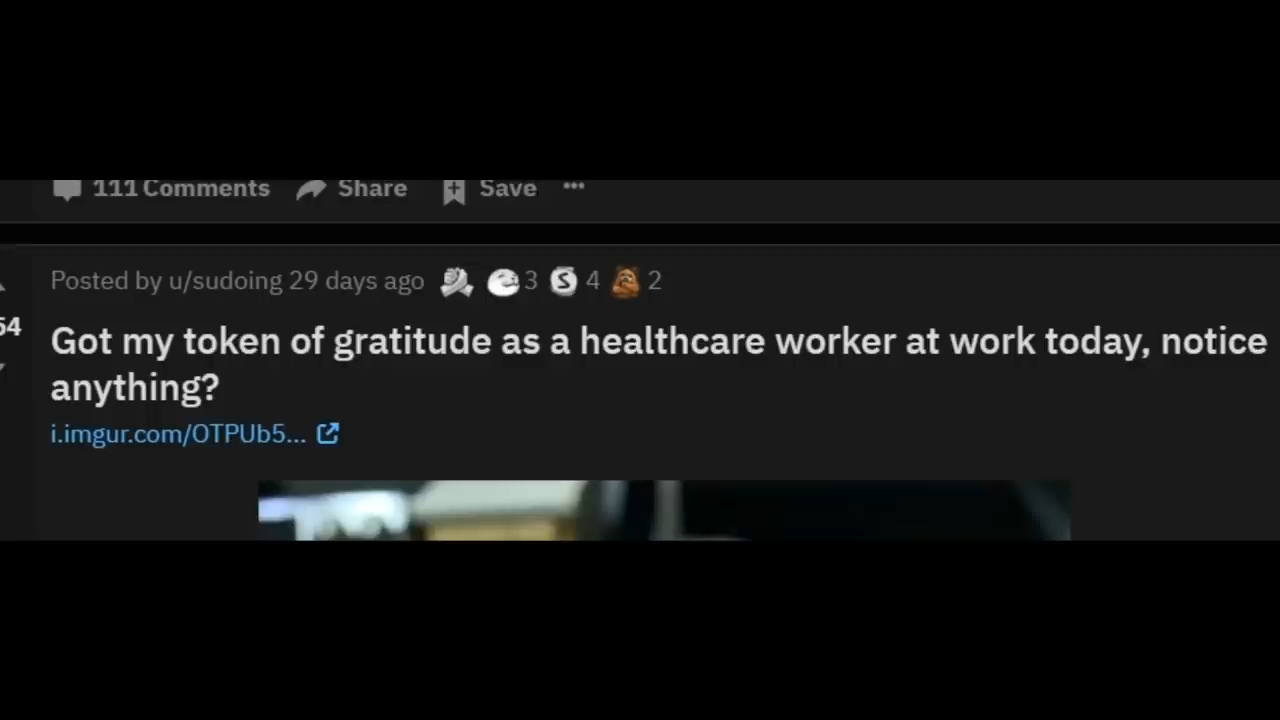 111 Comments Share Save ...
Posted by u/sudoing 29 days ago 3 S 4 2
54
Got my token of gratitude as a healthcare worker at work today, notice
anything?
i.imgur.com/OTPUb5...